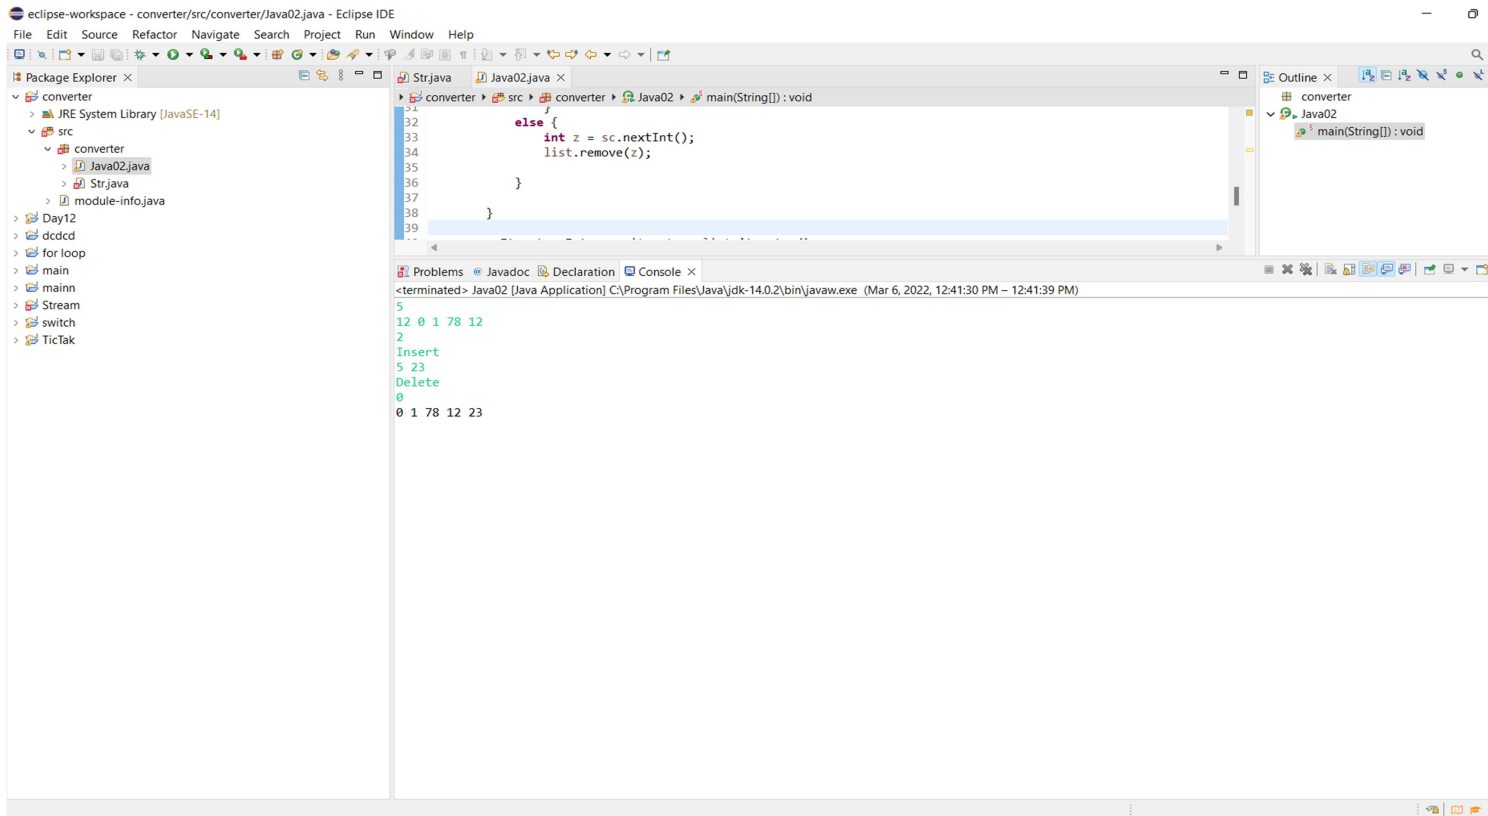 eclipse-workspace - converter/src/converter/Java02.java - Eclipse IDE
File Edit Source Refactor Navigate Search Project Run Window Help
Package Explorer
converter
JRE System Library [JavaSE-14]
src
converter
Java02.java
Str.java
module-info.java
Day12
dcdcd
for loop
main
mainn
Stream
switch
TicTak
Str.java Java02.java
converter src converter Java02 main(String[]) : void
31 }
32 else {
33 int z = sc.nextInt();
34 list.remove(z);
35
36 }
37
38 }
39
Problems Javadoc Declaration Console
<terminated> Java02 [Java Application] C:\Program Files\Java\jdk-14.0.2\bin\javaw.exe (Mar 6, 2022, 12:41:30 PM – 12:41:39 PM)
5
12 0 1 78 12
2
Insert
5 23
Delete
0
0 1 78 12 23
Outline
converter
Java02
main(String[]) : void